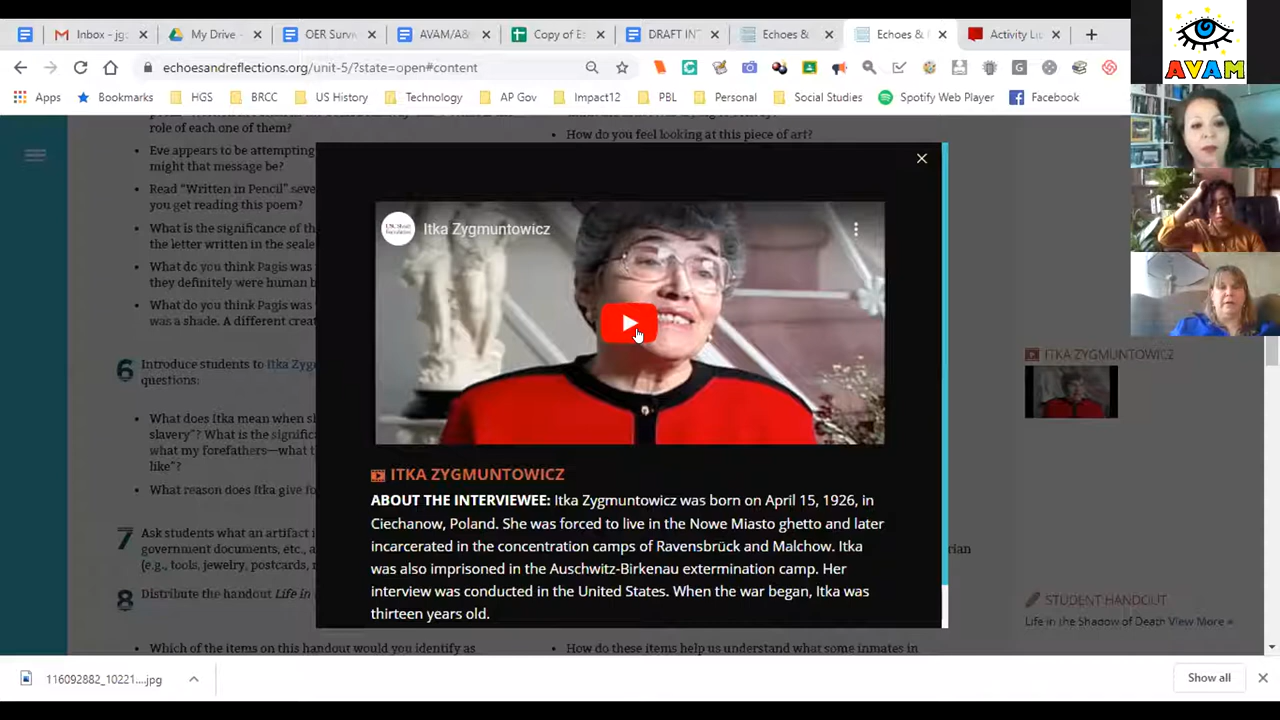 Inbox - jg
My Drive -
OER Surv
AVAM/A&
Copy of E
DRAFT INT
Echoes &
Echoes & R
Activity Lis
echoesandreflections.org/unit-5/?state=open#content
Apps
Bookmarks
HGS
BRCC
US History
Technology
AP Gov
Impact12
PBL
Personal
Social Studies
Spotify Web Player
Facebook
AVAM
role of each one of them?
• Eve appears to be attempting
might that message be?
• Read "Written in Pencil" seve
you get reading this poem?
• What is the significance of th
the letter written in the seale
• What do you think Pagis was
they definitely were human b
• What do you think Pagis was
was a shade. A different creat
• How do you feel looking at this piece of art?
6 Introduce students to Itka Zyg
questions:
• What does Itka mean when sh
slavery"? What is the signific
what my forefathers—what t
like"?
• What reason does Itka give fo
7 Ask students what an artifact i
government documents, etc., a
(e.g., tools, jewelry, postcards, r
8 Distribute the handout Life in
• Which of the items on this handout would you identify as
• How do these items help us understand what some inmates in
Itka Zygmuntowicz
ITKA ZYGMUNTOWICZ
ABOUT THE INTERVIEWEE: Itka Zygmuntowicz was born on April 15, 1926, in
Ciechanow, Poland. She was forced to live in the Nowe Miasto ghetto and later
incarcerated in the concentration camps of Ravensbrück and Malchow. Itka
was also imprisoned in the Auschwitz-Birkenau extermination camp. Her
interview was conducted in the United States. When the war began, Itka was
thirteen years old.
ITKA ZYGMUNTOWICZ
STUDENT HANDOUT
Life in the Shadow of Death View More »
116092882_10221....jpg
Show all